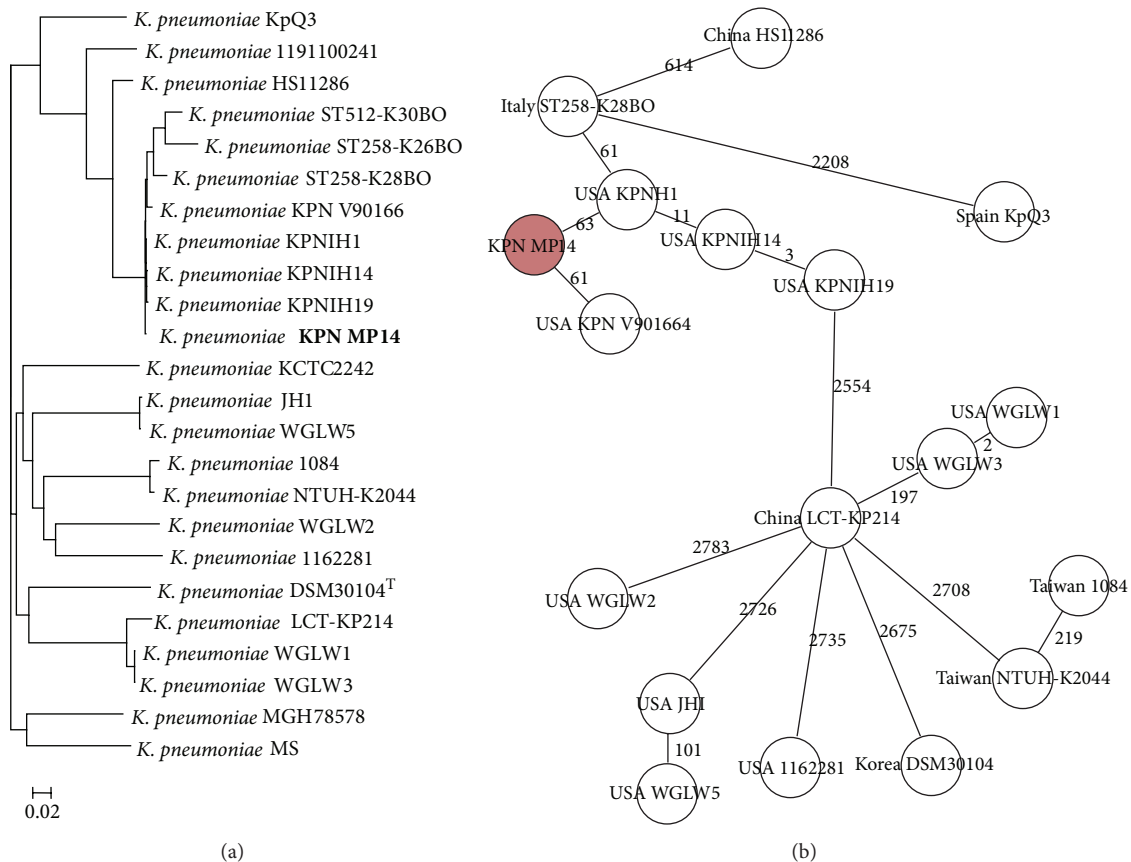 K. pneumoniae KpQ3
K. pneumoniae 1191100241
K. pneumoniae HS11286
K. pneumoniae ST512-K30BO
K. pneumoniae ST258-K26BO
K. pneumoniae ST258-K28BO
K. pneumoniae KPN V90166
K. pneumoniae KPNIH1
K. pneumoniae KPNIH14
K. pneumoniae KPNIH19
K. pneumoniae KPN MP14
K. pneumoniae KCTC2242
K. pneumoniae JH1
K. pneumoniae WGLW5
K. pneumoniae 1084
K. pneumoniae NTUH-K2044
K. pneumoniae WGLW2
K. pneumoniae 1162281
K. pneumoniae DSM30104T
K. pneumoniae LCT-KP214
K. pneumoniae WGLW1
K. pneumoniae WGLW3
K. pneumoniae MGH78578
K. pneumoniae MS
0.02
(a)
China HS11286
614
Italy ST258-K28BO
61
2208
USA KPNH1
Spain KpQ3
11
63
USA KPNIH14
KPN MP14
3
61
USA KPNIH19
USA KPN V901664
2554
USA WGLW1
2
USA WGLW3
197
China LCT-KP214
2783
USA WGLW2
2726
2735
2675
2708
Taiwan 1084
219
Taiwan NTUH-K2044
USA JHI
101
USA WGLW5
USA 1162281
Korea DSM30104
(b)